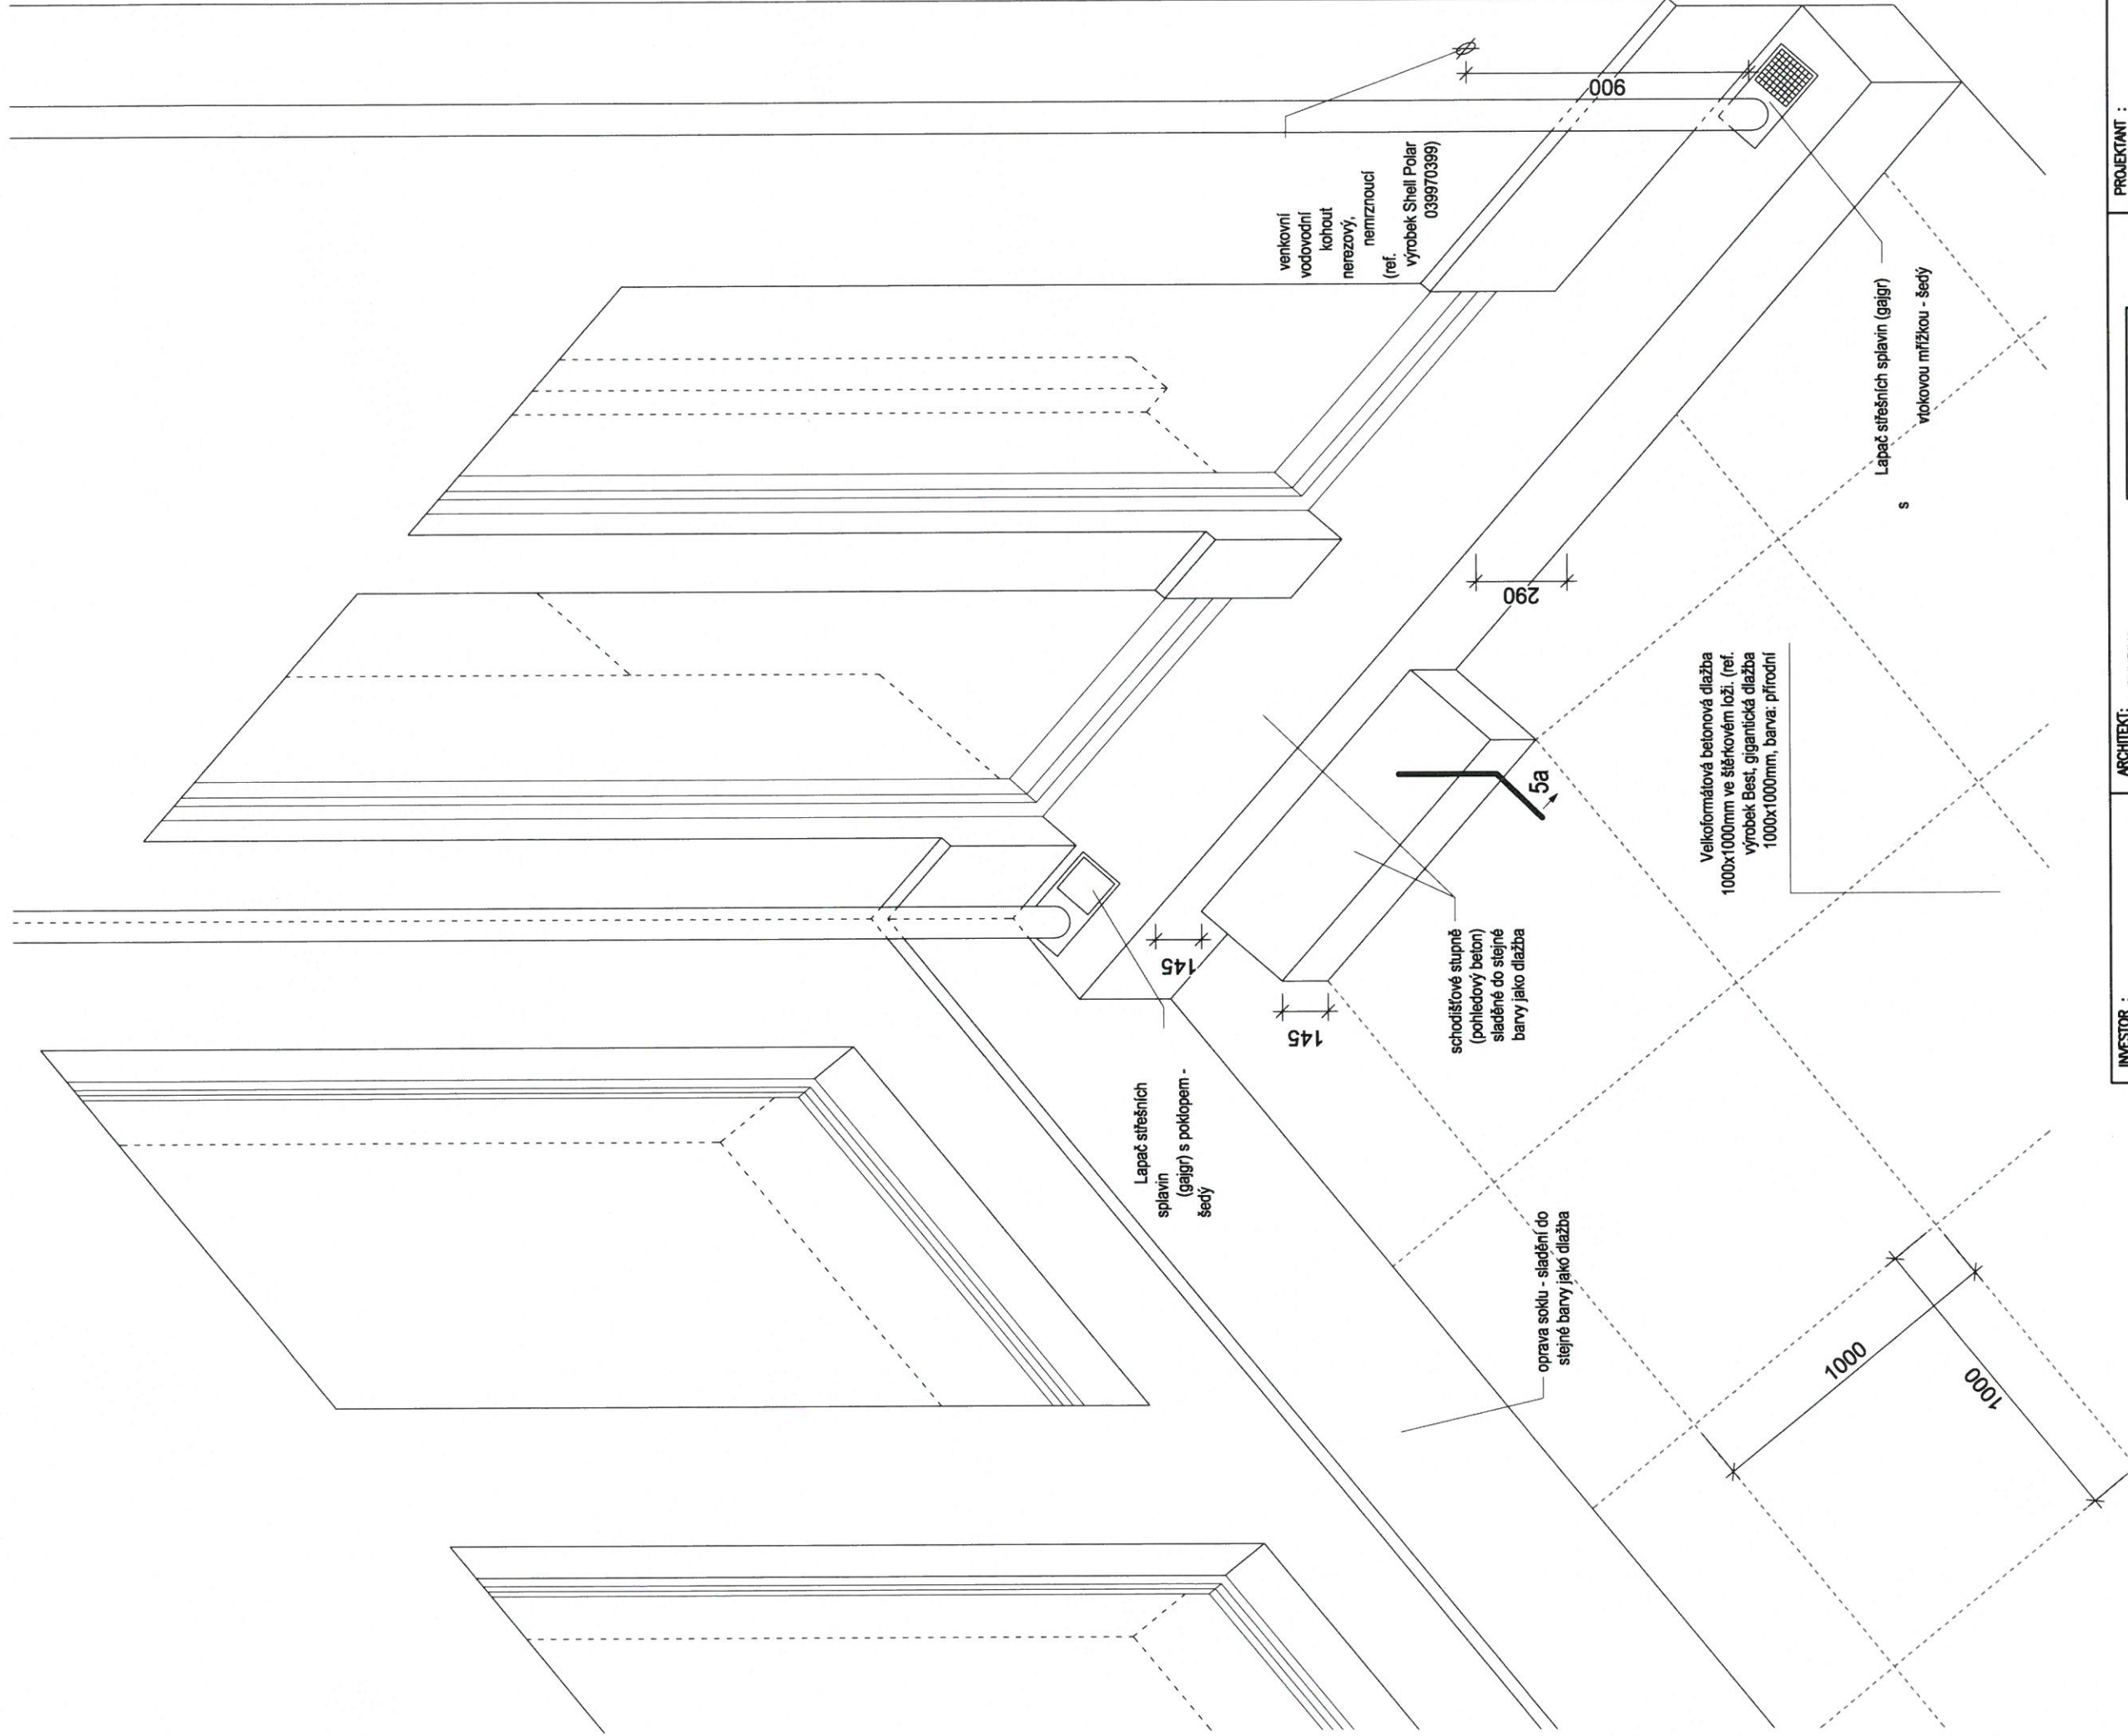 venkovní
vodovodní
kohout
nerezový,
nemrznoucí
(ref.
výrobek Shell Polar
039970399)
900
Lapač střešních
splavin
(gajgr) s poklopem -
šedý
145
145
290
5a
schodišťové stupně
(pohledový beton)
sladěné do stejné
barvy jako dlažba
Lapač střešních splavin (gajgr)
s
vtokovou mřížkou - šedý
Velkoformátová betonová dlažba
1000x1000mm ve štěrkovém loži. (ref.
výrobek Best, gigantická dlažba
1000x1000mm, barva: přírodní
oprava soklu - sladění do
stejné barvy jako dlažba
1000
1000
INVESTOR :
ARCHITEKT:
PROJEKTANT :